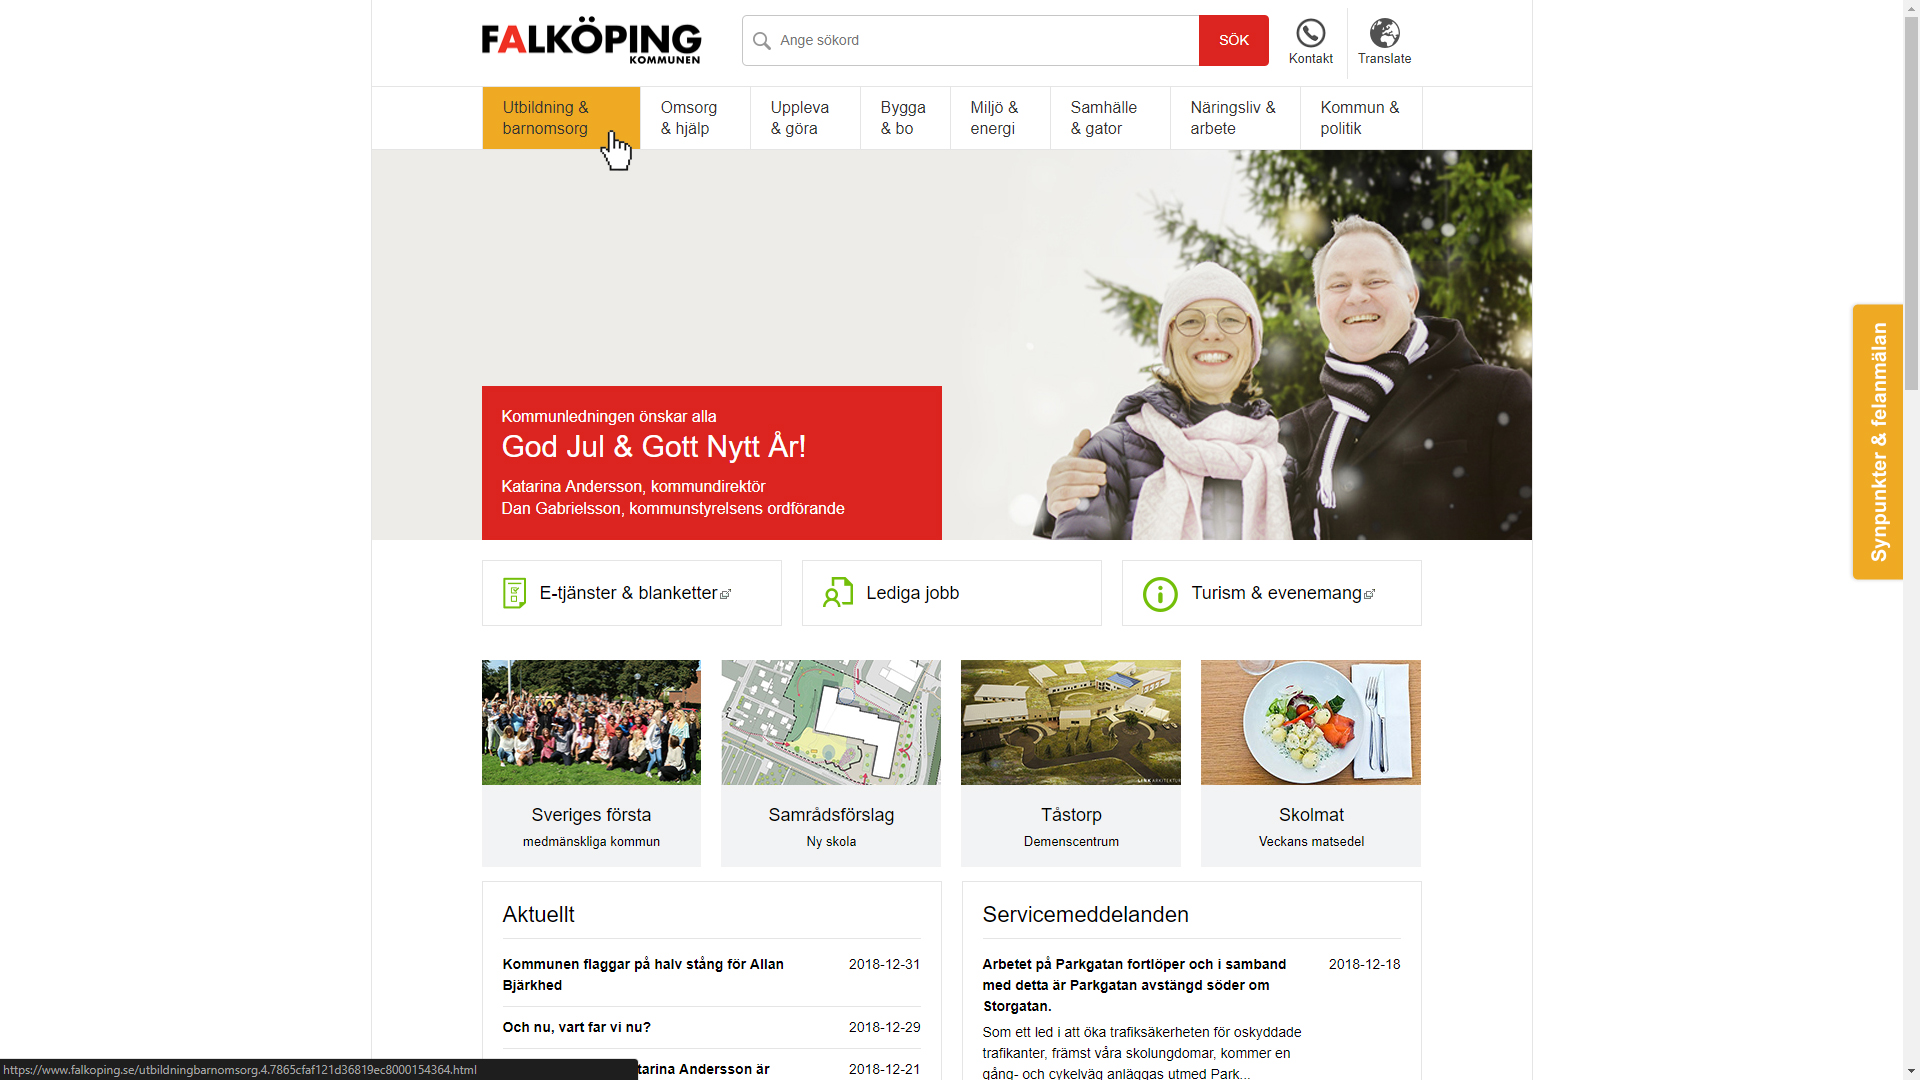 FALKÖPING
KOMMUNEN
Ange sökord
SÖK
Kontakt
Translate
Utbildning &
barnomsorg
Omsorg
& hjälp
Uppleva
& göra
Bygga
& bo
Miljö &
energi
Samhälle
& gator
Näringsliv &
arbete
Kommun &
politik
Kommunledningen önskar alla
God Jul & Gott Nytt År!
Katarina Andersson, kommundirektör
Dan Gabrielsson, kommunstyrelsens ordförande
Synpunkter & felanmälan
E-tjänster & blanketter
Lediga jobb
Turism & evenemang
LINK ARKITEKTUR
Sveriges första
medmänskliga kommun
Samrådsförslag
Ny skola
Tåstorp
Demenscentrum
Skolmat
Veckans matsedel
Aktuellt
Kommunen flaggar på halv stång för Allan
Bjärkhed
2018-12-31
Och nu, vart far vi nu?
2018-12-29
tarina Andersson är
2018-12-21
Servicemeddelanden
Arbetet på Parkgatan fortlöper och i samband
med detta är Parkgatan avstängd söder om
Storgatan.
2018-12-18
Som ett led i att öka trafiksäkerheten för oskyddade
trafikanter, främst våra skolungdomar, kommer en
gång- och cykelväg anläggas utmed Park...
https://www.falkoping.se/utbildningbarnomsorg.4.7865cfaf121d36819ec8000154364.html